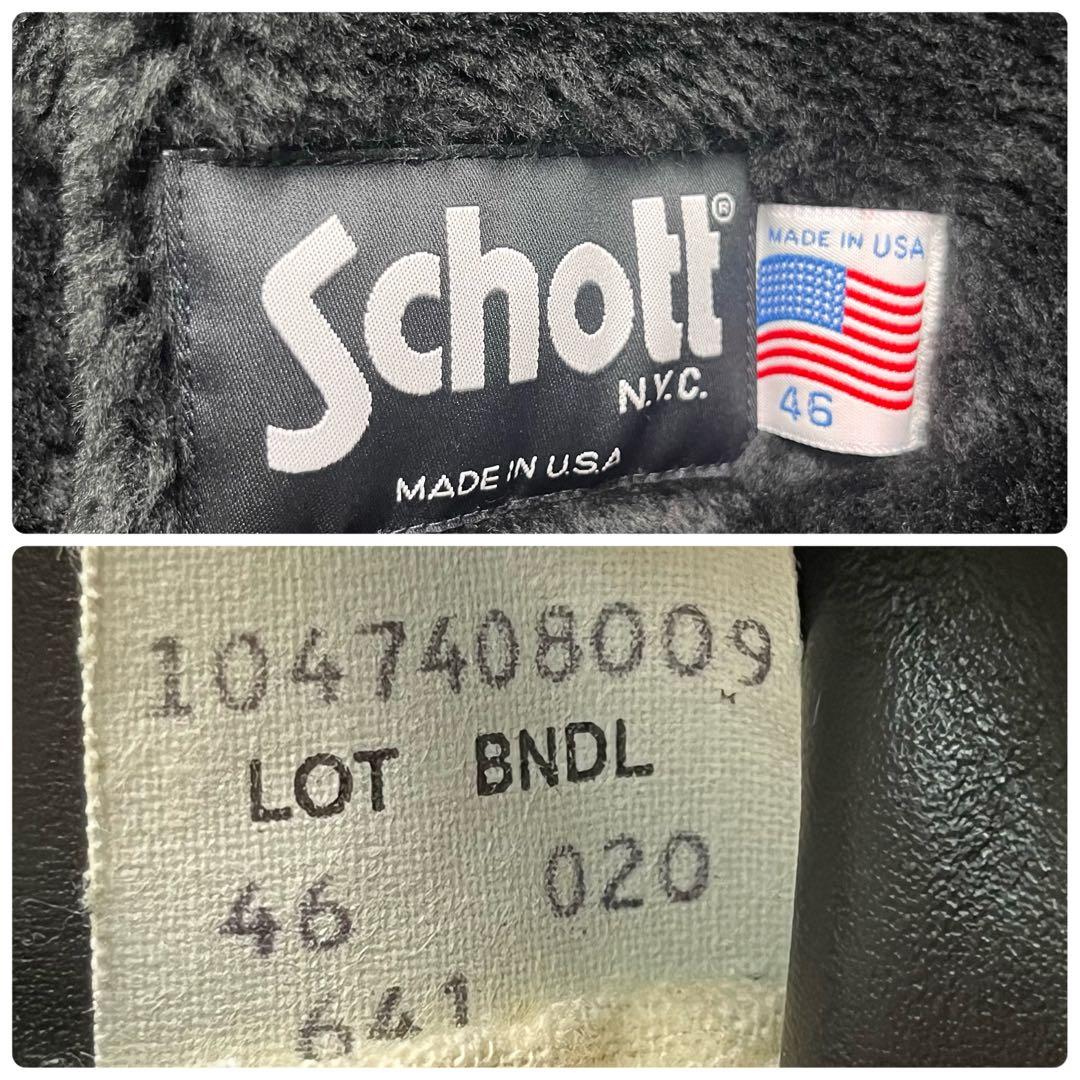 Schott®
N.Y.C.
MADE IN U.S.A
MADE IN USA
46
1047408009
LOT BNDL
46 020
641